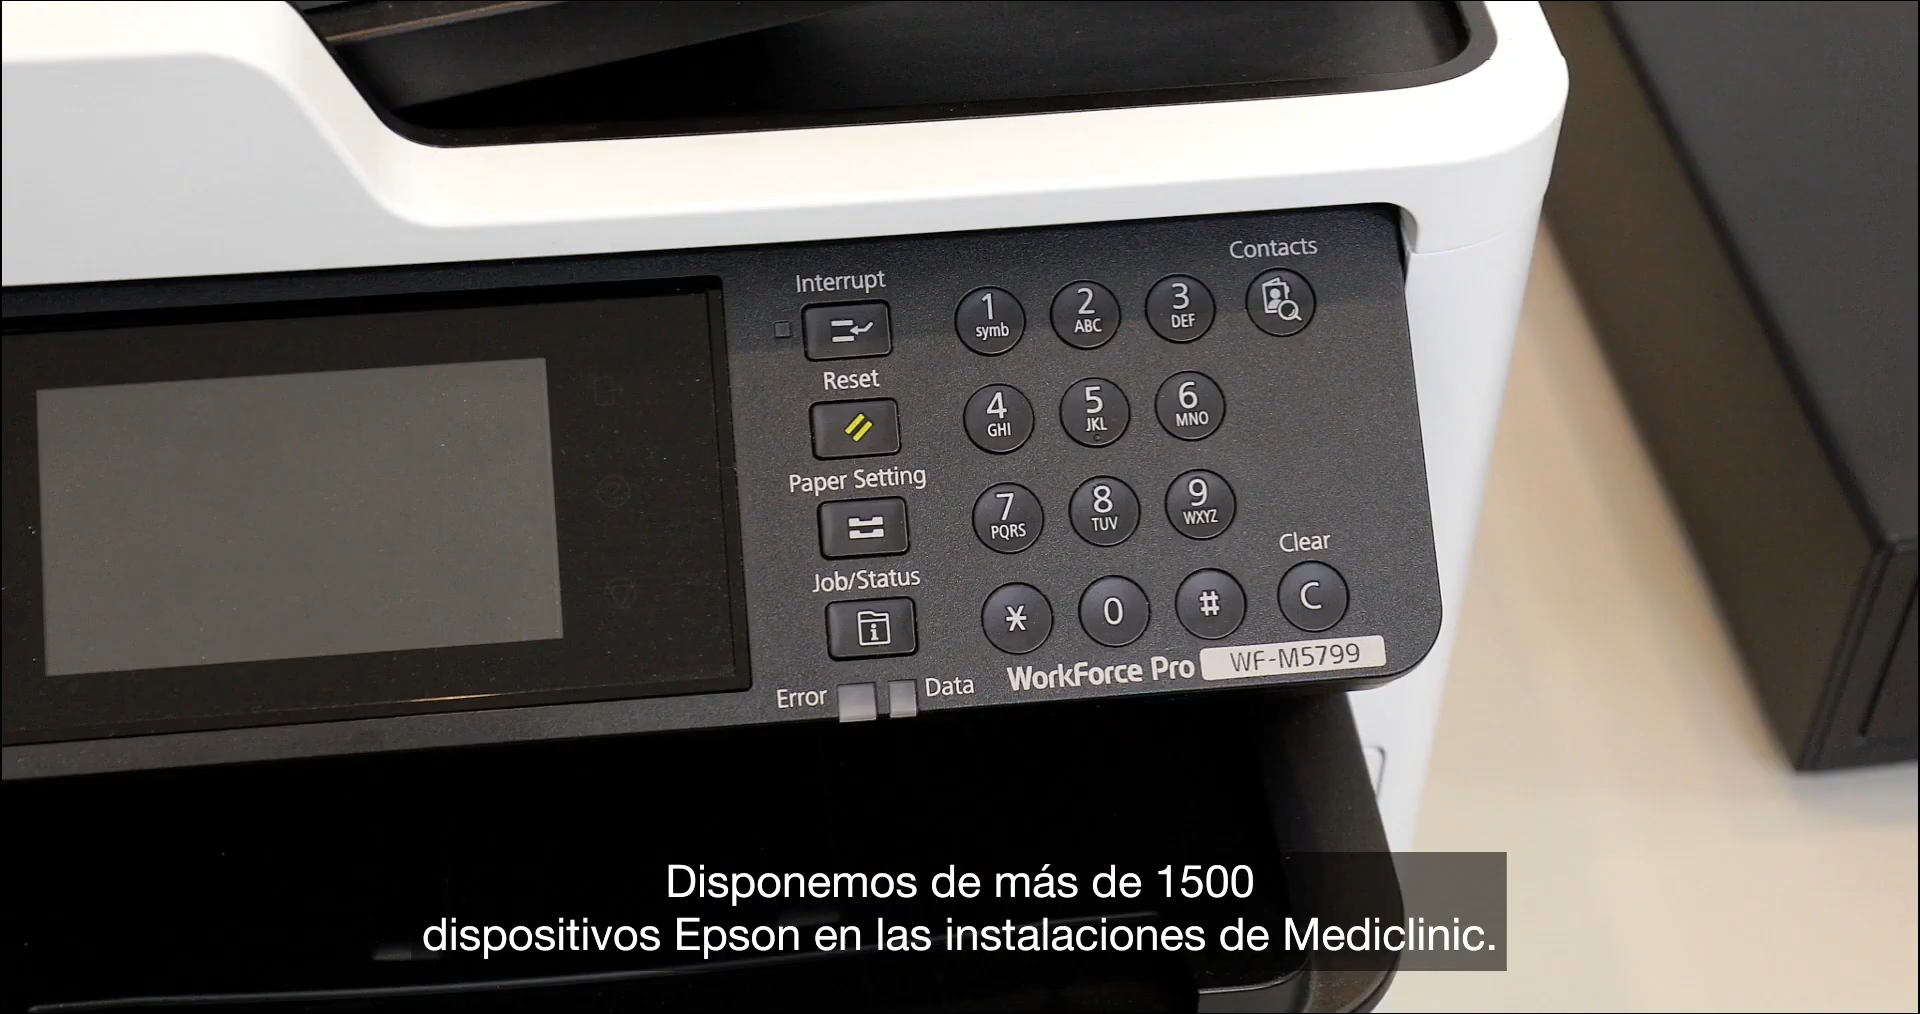 Contacts
Interrupt
1 2 3
symb ABC DEF
Reset
4 5 6
GHI JKL MNO
Paper Setting
7 8 9
PQRS TUV WXYZ
Clear
Job/Status
* 0 # C
WorkForce Pro WF-M5799
Error Data
Disponemos de más de 1500
dispositivos Epson en las instalaciones de Mediclinic.